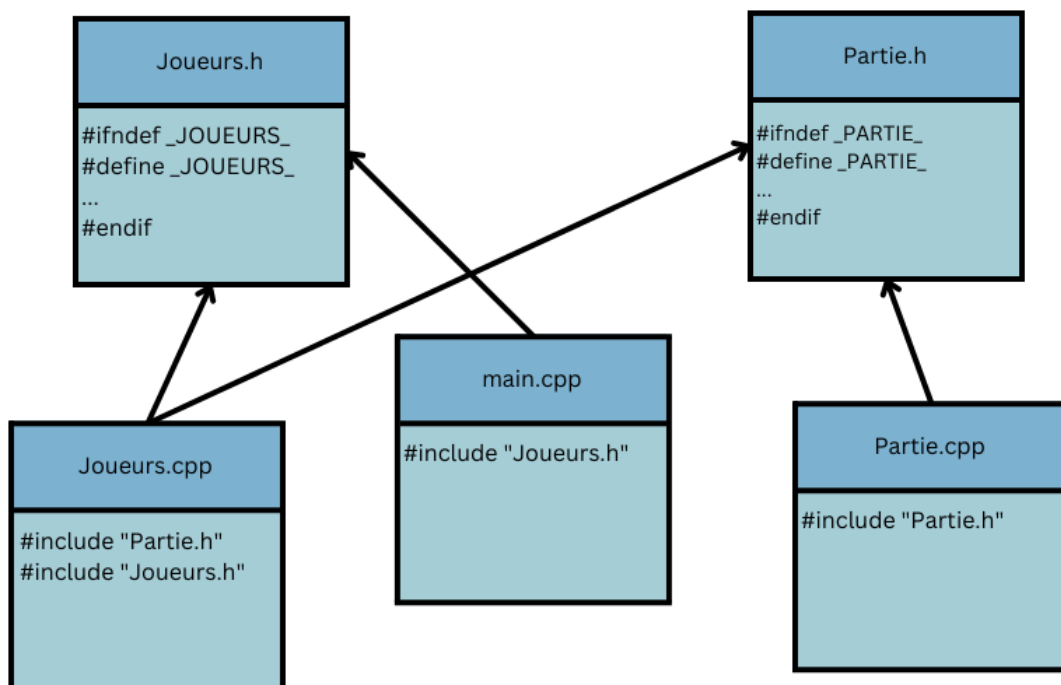 Joueurs.h
#ifndef _JOUEURS_
#define _JOUEURS_
...
#endif
Partie.h
#ifndef _PARTIE_
#define _PARTIE_
...
#endif
Joueurs.cpp
#include "Partie.h"
#include "Joueurs.h"
main.cpp
#include "Joueurs.h"
Partie.cpp
#include "Partie.h"